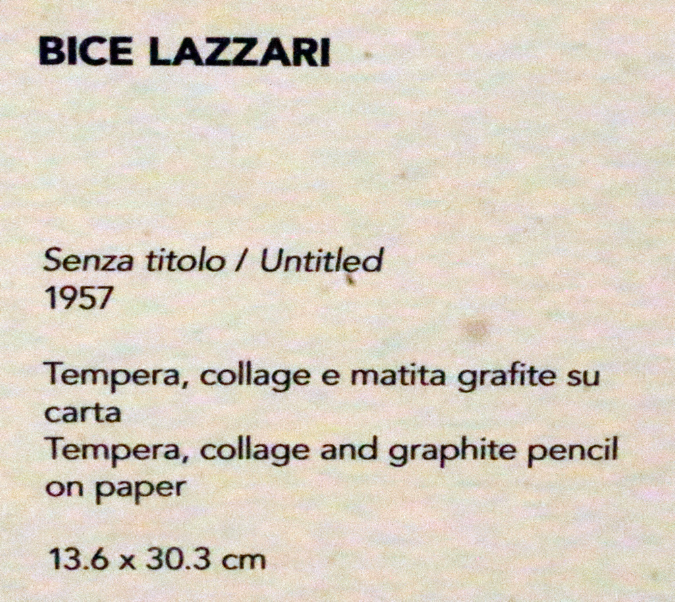 BICE LAZZARI
Senza titolo / Untitled
1957
Tempera, collage e matita grafite su
carta
Tempera, collage and graphite pencil
on paper
13.6 x 30.3 cm